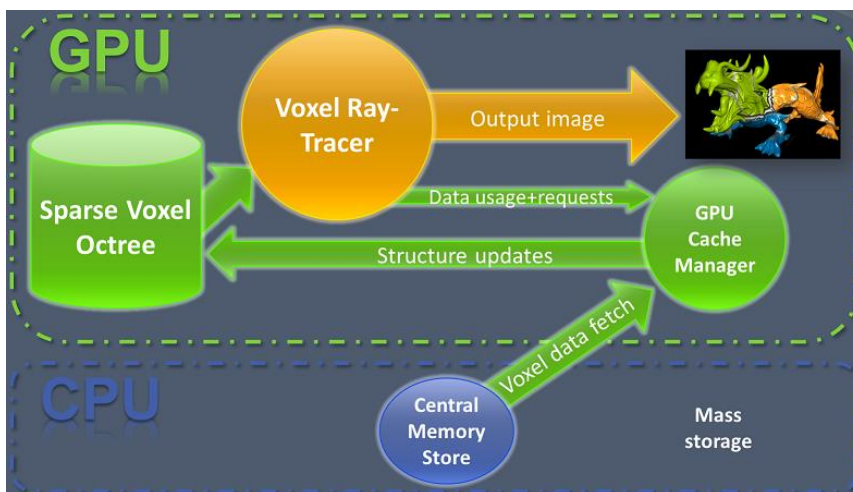 GPU
Voxel Ray-
Tracer
Output image
Sparse Voxel
Octree
Data usage+requests
GPU
Cache
Manager
Structure updates
Voxel data fetch
CPU
Central
Memory
Store
Mass
storage